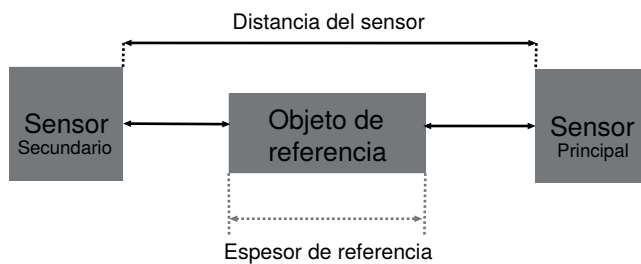 Distancia del sensor
Sensor
Secundario
Objeto de
referencia
Sensor
Principal
Espesor de referencia